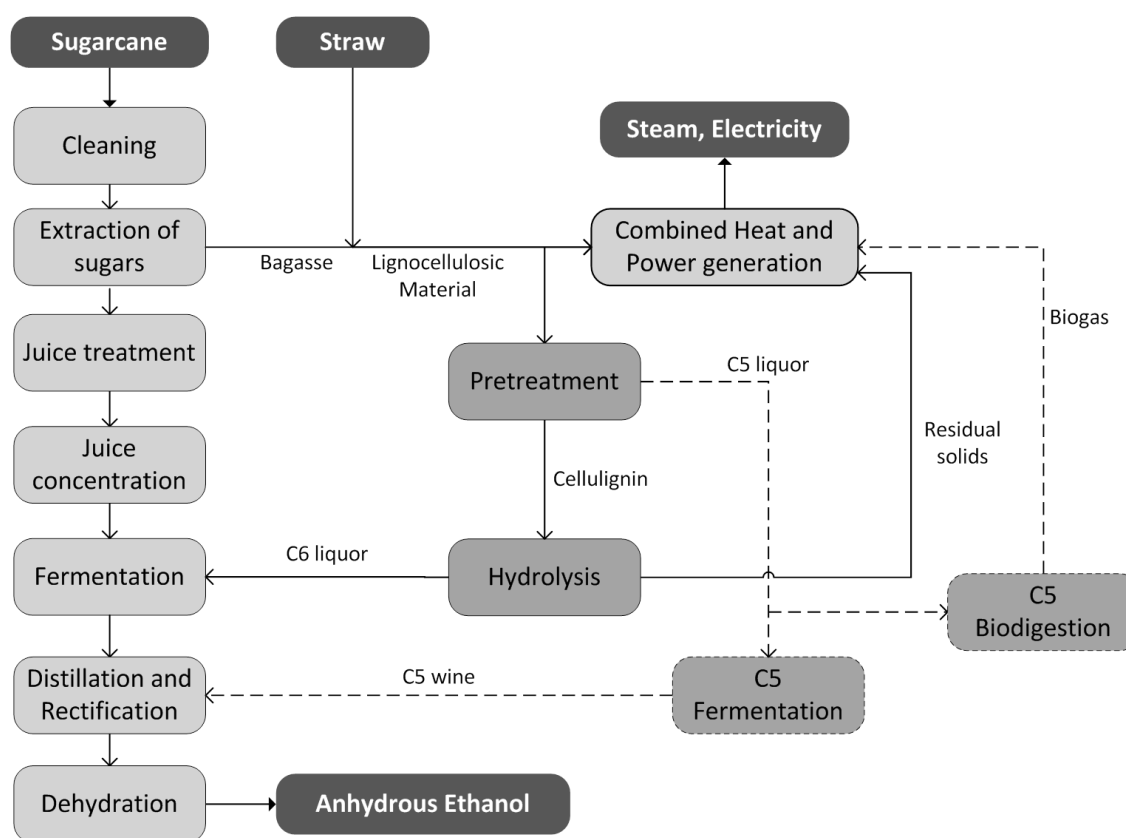 Sugarcane
Straw
Cleaning
Steam, Electricity
Extraction of
sugars
Bagasse
Lignocellulosic
Material
Combined Heat and
Power generation
Biogas
Juice treatment
Pretreatment
C5 liquor
Juice
concentration
Cellulignin
Residual
solids
Fermentation
C6 liquor
Hydrolysis
C5
Biodigestion
Distillation and
Rectification
C5 wine
C5
Fermentation
Dehydration
Anhydrous Ethanol